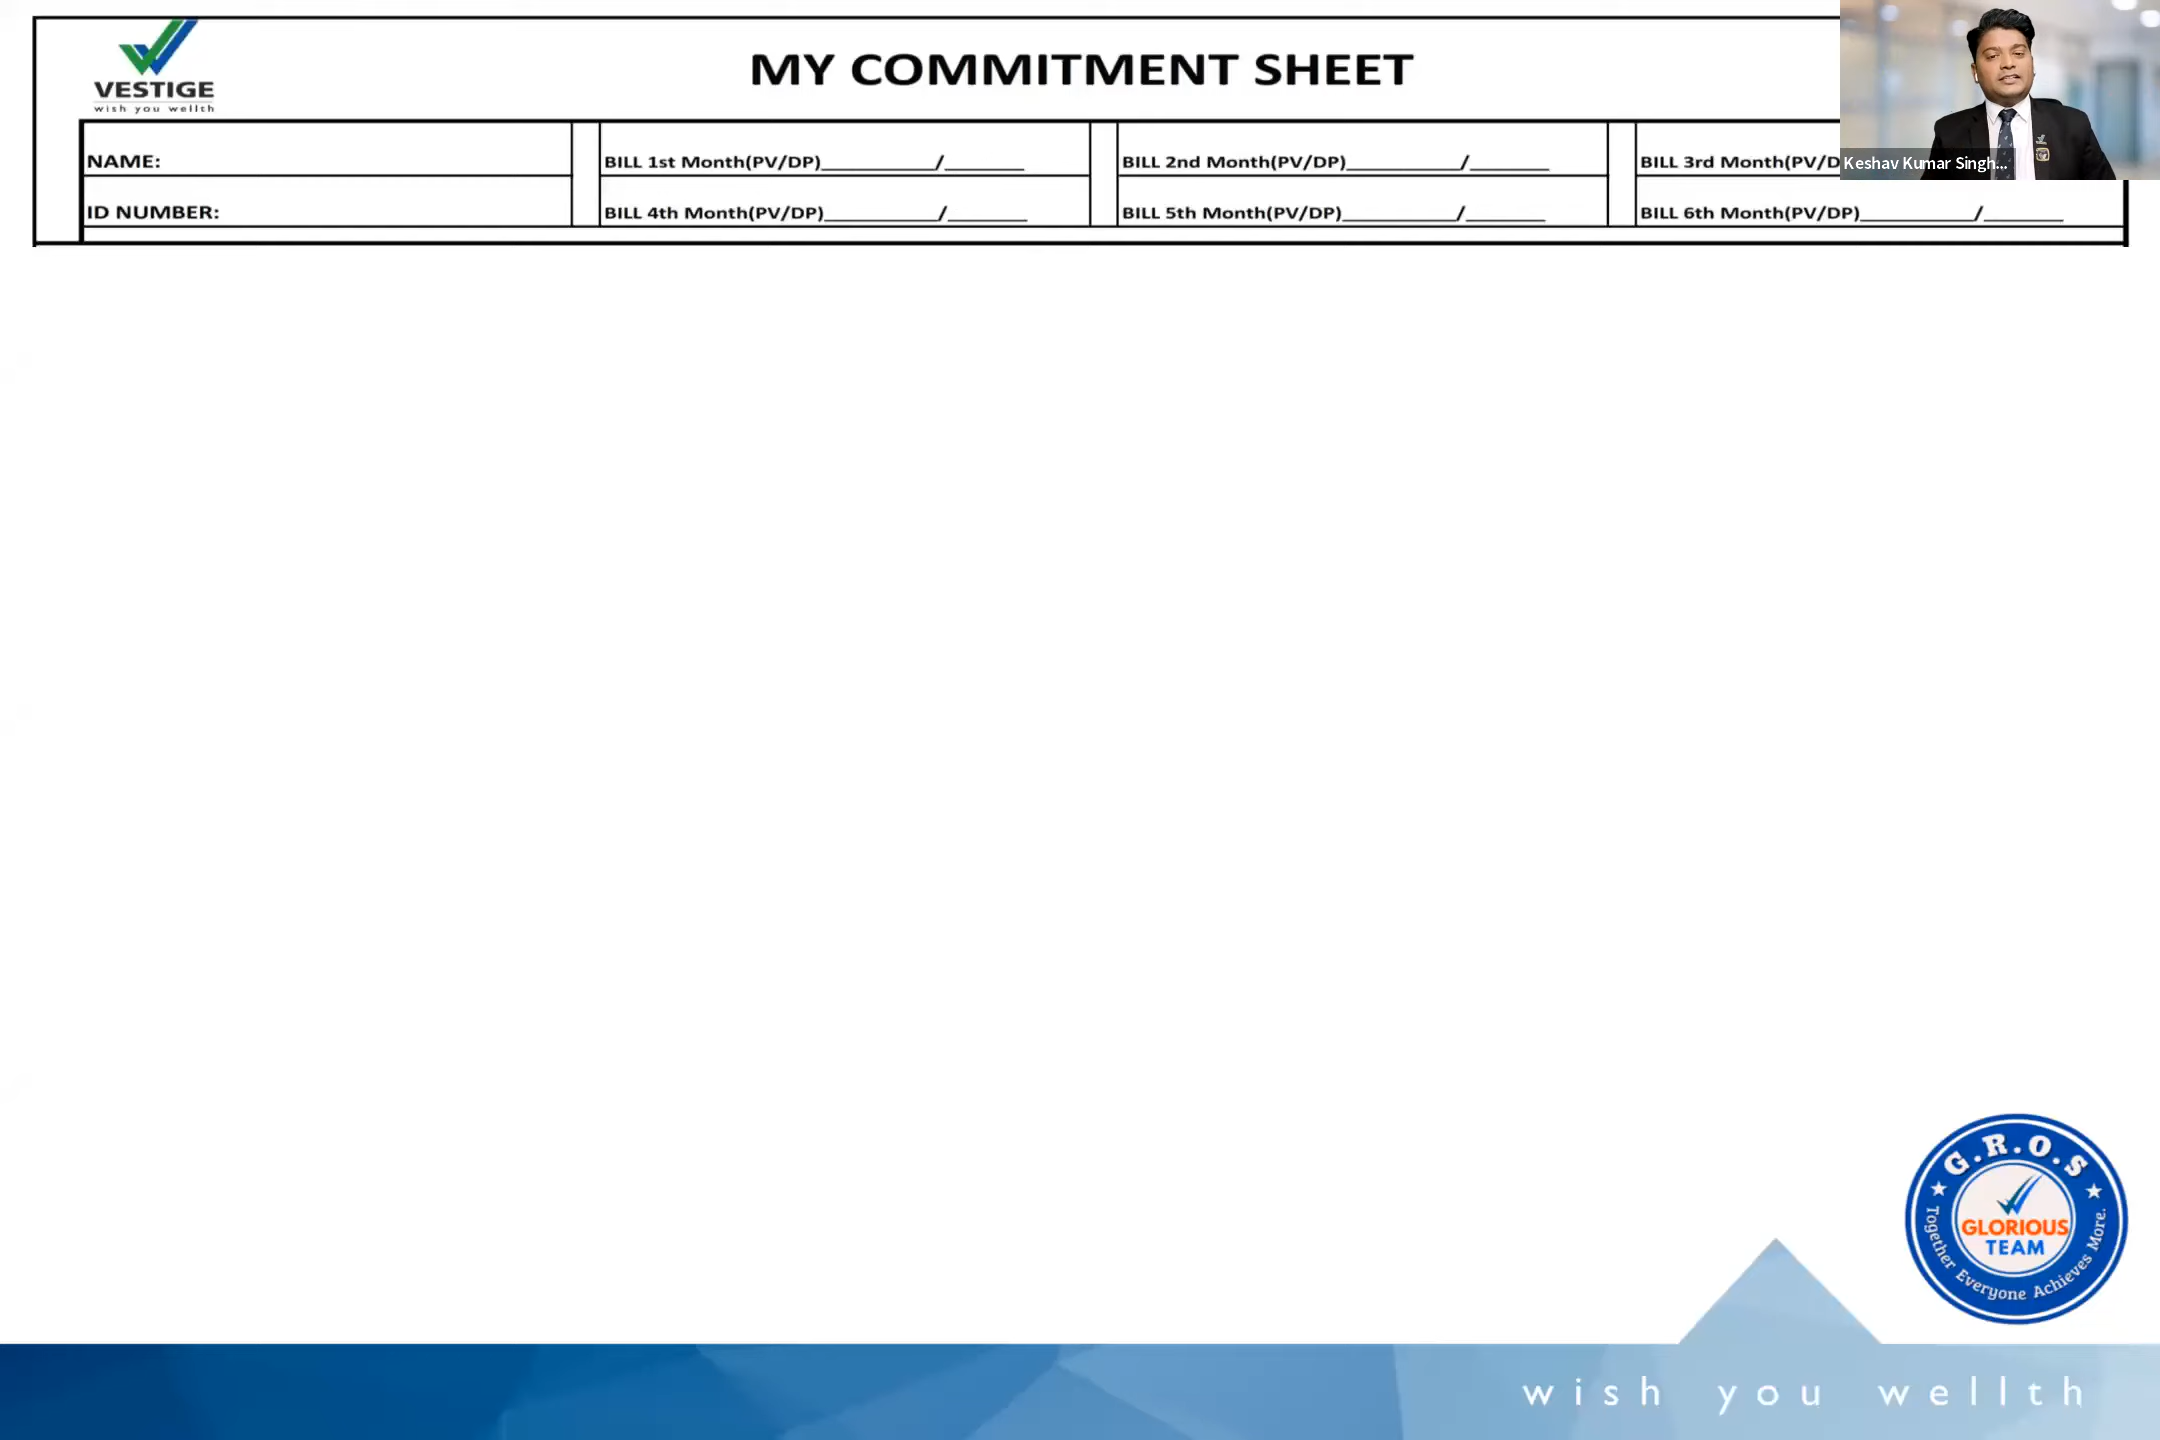 VESTIGE
wish you wellth
MY COMMITMENT SHEET
NAME:
BILL 1st Month(PV/DP)__________/_______
BILL 2nd Month(PV/DP)__________/_______
BILL 3rd Month(PV/D
Keshav Kumar Singh...
ID NUMBER:
BILL 4th Month(PV/DP)__________/_______
BILL 5th Month(PV/DP)__________/_______
BILL 6th Month(PV/DP)__________/_______
G.R.O.S
GLORIOUS
TEAM
Together Everyone Achieves More.
wish you wellth